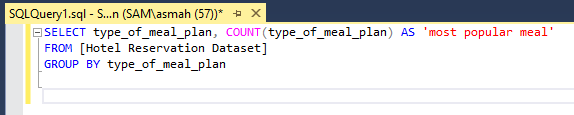 SQLQuery1.sql - S...n (SAM\asmah (57))*
SELECT type_of_meal_plan, COUNT(type_of_meal_plan) AS 'most popular meal'
FROM [Hotel Reservation Dataset]
GROUP BY type_of_meal_plan